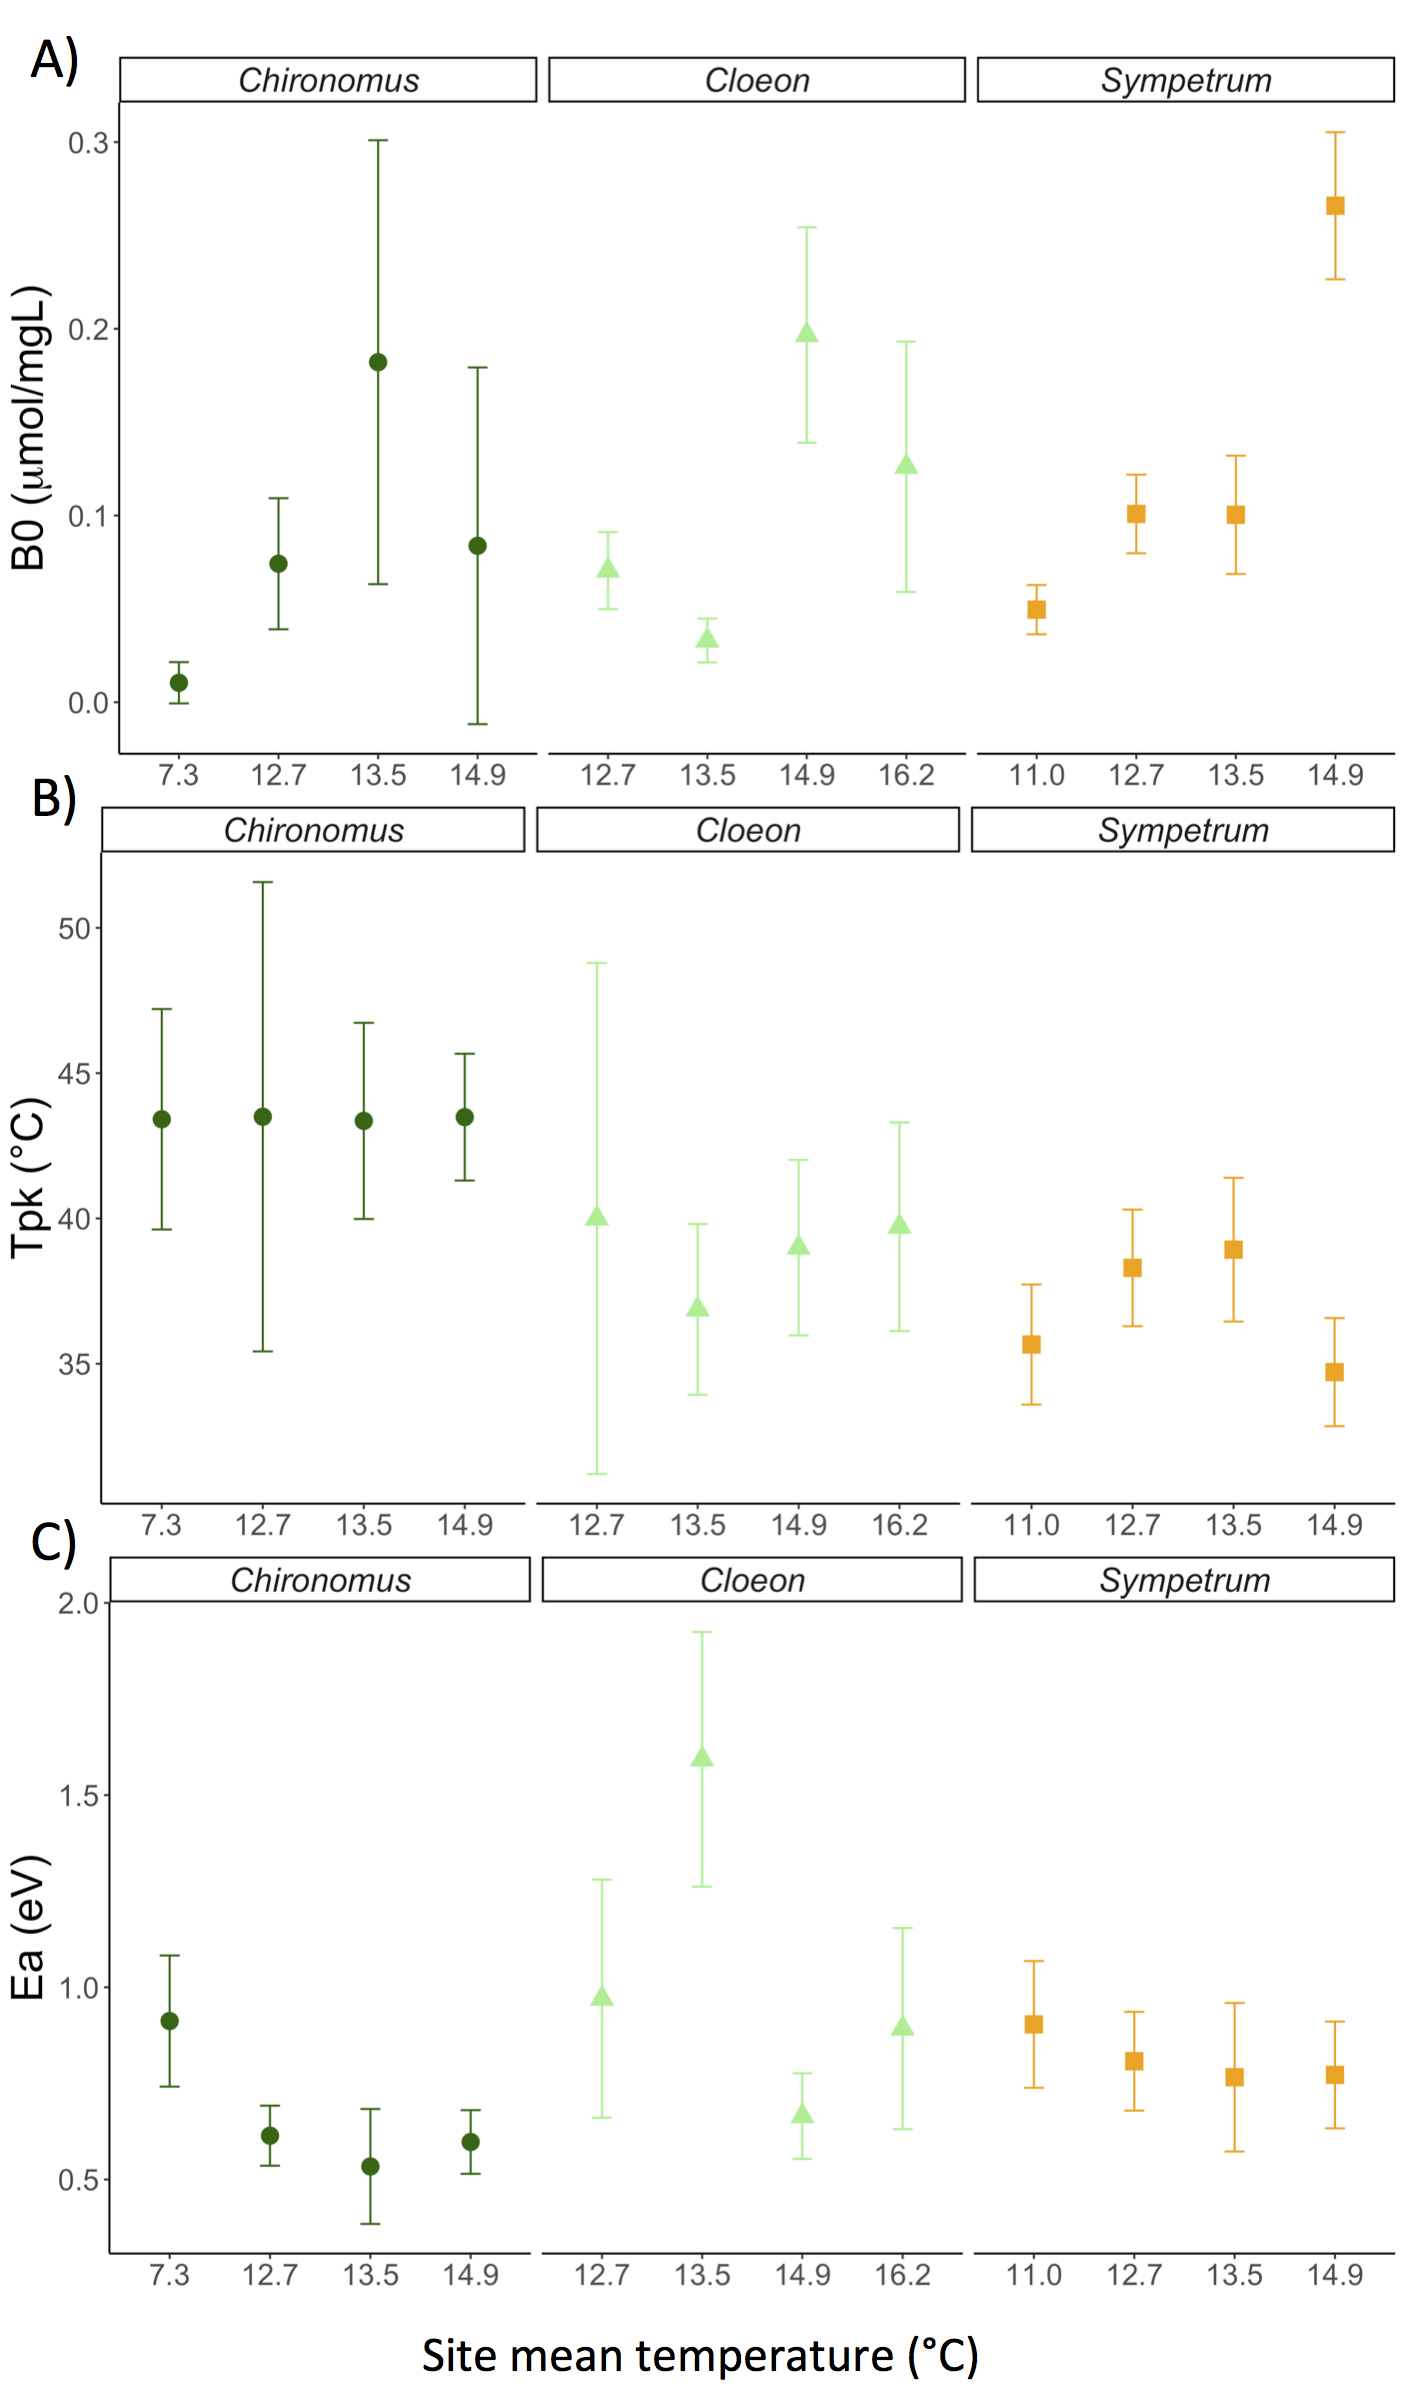 A)
Chironomus Cloeon Sympetrum
0.3
0.2
0.1
0.0
B0 (μmol/mgL)
7.3 12.7 13.5 14.9 12.7 13.5 14.9 16.2 11.0 12.7 13.5 14.9
B)
Chironomus Cloeon Sympetrum
50
45
40
35
Tpk (°C)
7.3 12.7 13.5 14.9 12.7 13.5 14.9 16.2 11.0 12.7 13.5 14.9
C)
Chironomus Cloeon Sympetrum
2.0
1.5
1.0
0.5
Ea (eV)
7.3 12.7 13.5 14.9 12.7 13.5 14.9 16.2 11.0 12.7 13.5 14.9
Site mean temperature (°C)